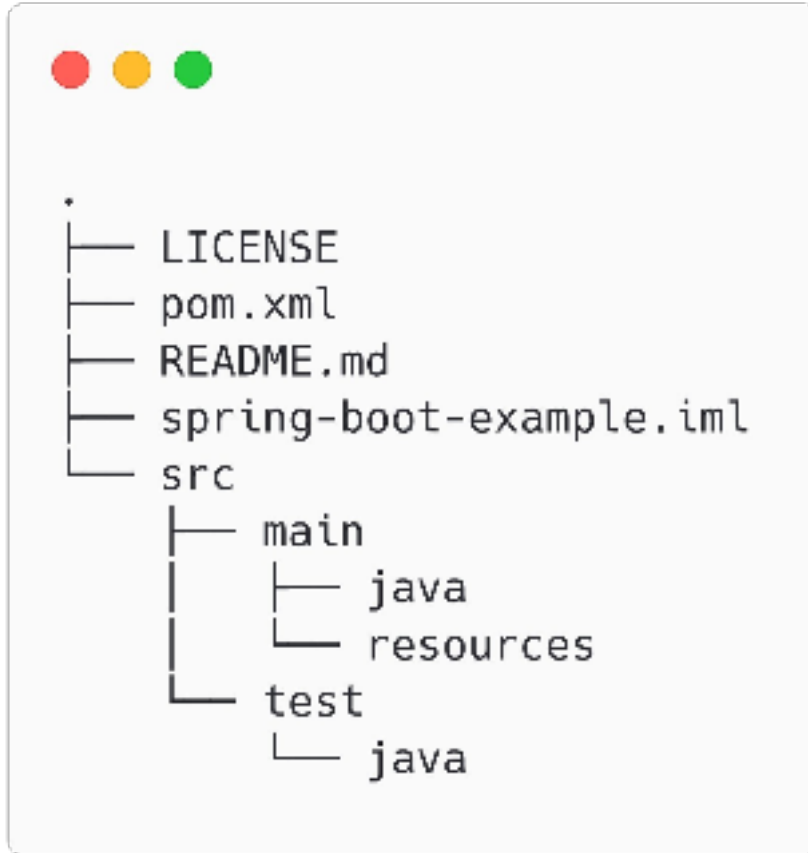 .
├── LICENSE
├── pom.xml
├── README.md
├── spring-boot-example.iml
└── src
    ├── main
    │   ├── java
    │   └── resources
    └── test
        └── java